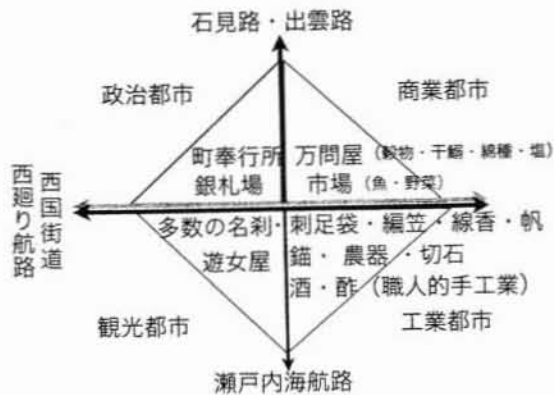 石見路・出雲路
政治都市
商業都市
町奉行所
銀札場
万問屋(穀物・干鰯・綿種・塩)
市場(魚・野菜)
西国街道
西廻り航路
多数の名刹・
遊女屋
刺足袋・編笠・線香・帆
錨・農器・切石
酒・酢(職人的手工業)
観光都市
工業都市
瀬戸内海航路